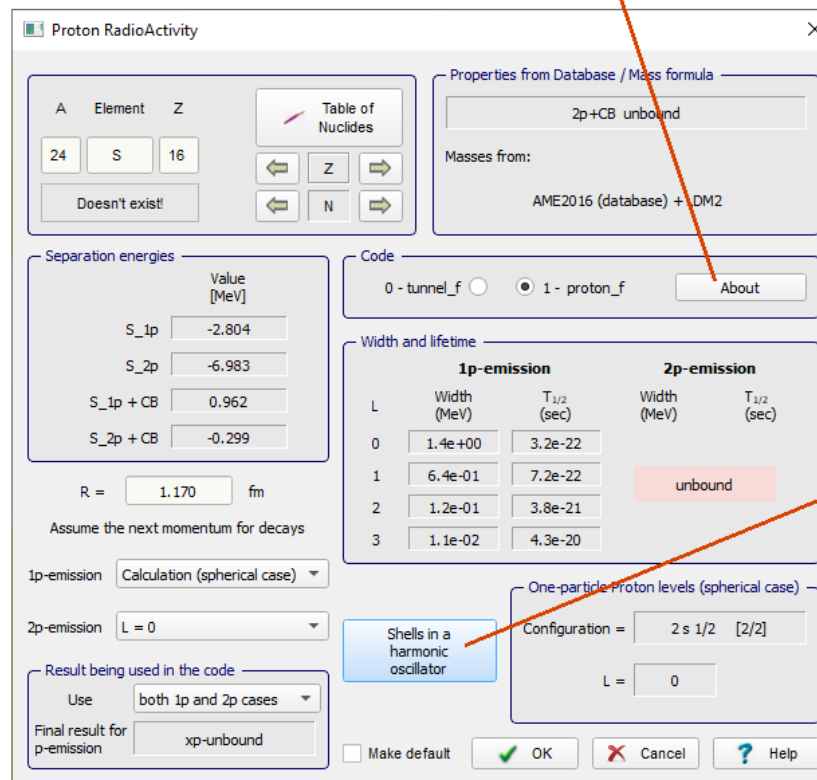 Proton RadioActivity
A Element Z
24 S 16
Doesn't exist!
Table of
Nuclides
Z
N
Properties from Database / Mass formula
2p+CB unbound
Masses from:
AME2016 (database) + LDM2
Separation energies
Value
[MeV]
S_1p -2.804
S_2p -6.983
S_1p + CB 0.962
S_2p + CB -0.299
R = 1.170 fm
Assume the next momentum for decays
1p-emission Calculation (spherical case)
2p-emission L = 0
Result being used in the code
Use both 1p and 2p cases
Final result for
p-emission xp-unbound
Code
0 - tunnel_f 1 - proton_f About
Width and lifetime
1p-emission 2p-emission
L Width T1/2 Width T1/2
(MeV) (sec) (MeV) (sec)
0 1.4e+00 3.2e-22
1 6.4e-01 7.2e-22
unbound
2 1.2e-01 3.8e-21
3 1.1e-02 4.3e-20
Shells in a
harmonic
oscillator
One-particle Proton levels (spherical case)
Configuration = 2 s 1/2 [2/2]
L = 0
Make default OK Cancel Help